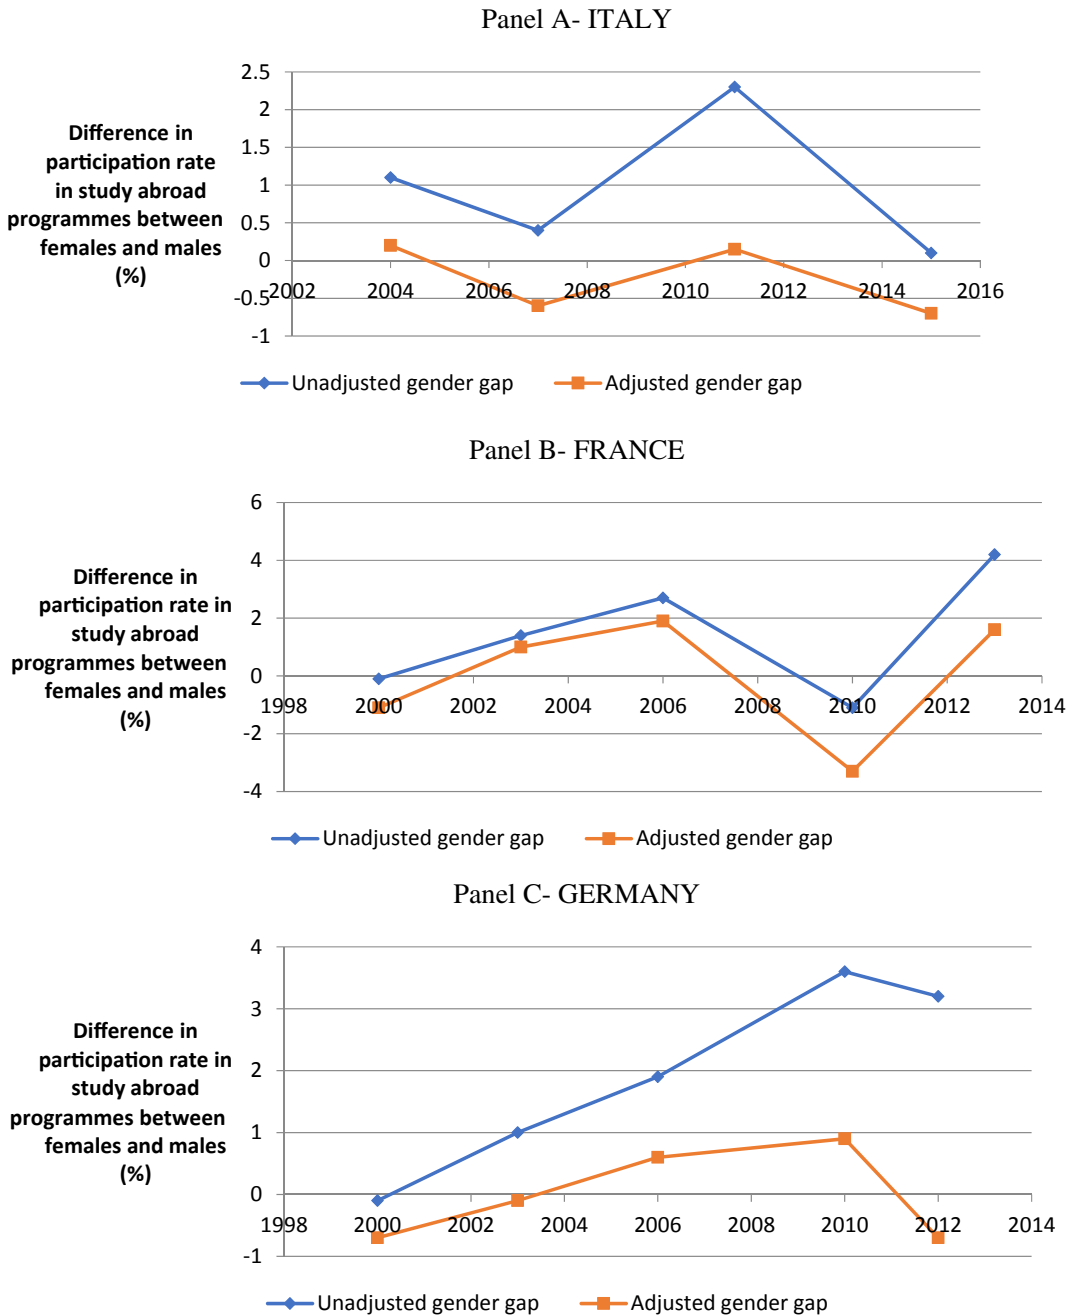 Panel A- ITALY
Difference in
participation rate
in study abroad
programmes between
females and males
(%)
2.5
2
1.5
1
0.5
0
-0.5
-1
2002 2004 2006 2008 2010 2012 2014 2016
Unadjusted gender gap Adjusted gender gap
Panel B- FRANCE
Difference in
participation rate in
study abroad
programmes between
females and males
(%)
6
4
2
0
-2
-4
1998 2000 2002 2004 2006 2008 2010 2012 2014
Unadjusted gender gap Adjusted gender gap
Panel C- GERMANY
Difference in
participation rate in
study abroad
programmes between
females and males
(%)
4
3
2
1
0
-1
1998 2000 2002 2004 2006 2008 2010 2012 2014
Unadjusted gender gap Adjusted gender gap